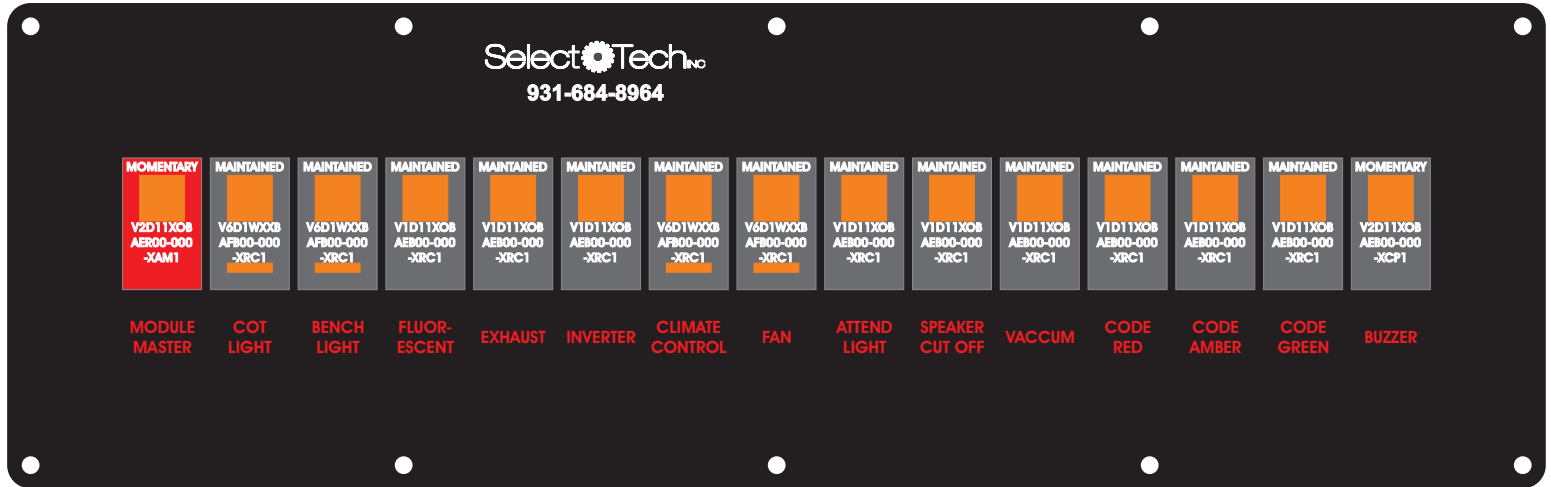 SelectTech INC
931-684-8964
MOMENTARY MAINTAINED MAINTAINED MAINTAINED MAINTAINED MAINTAINED MAINTAINED MAINTAINED MAINTAINED MAINTAINED MAINTAINED MAINTAINED MAINTAINED MAINTAINED MOMENTARY
V2D11XOB V6D1WXXB V6D1WXXB V1D11XOB V1D11XOB V1D11XOB V6D1WXXB V6D1WXXB V1D11XOB V1D11XOB V1D11XOB V1D11XOB V1D11XOB V1D11XOB V2D11XOB
AER00-000 AFB00-000 AFB00-000 AEB00-000 AEB00-000 AEB00-000 AFB00-000 AFB00-000 AEB00-000 AEB00-000 AEB00-000 AEB00-000 AEB00-000 AEB00-000 AEB00-000
-XAM1 -XRC1 -XRC1 -XRC1 -XRC1 -XRC1 -XRC1 -XRC1 -XRC1 -XRC1 -XRC1 -XRC1 -XRC1 -XRC1 -XCP1
MODULE MASTER
COT LIGHT
BENCH LIGHT
FLUOR-
ESCENT
EXHAUST
INVERTER
CLIMATE CONTROL
FAN
ATTEND LIGHT
SPEAKER CUT OFF
VACCUM
CODE RED
CODE AMBER
CODE GREEN
BUZZER